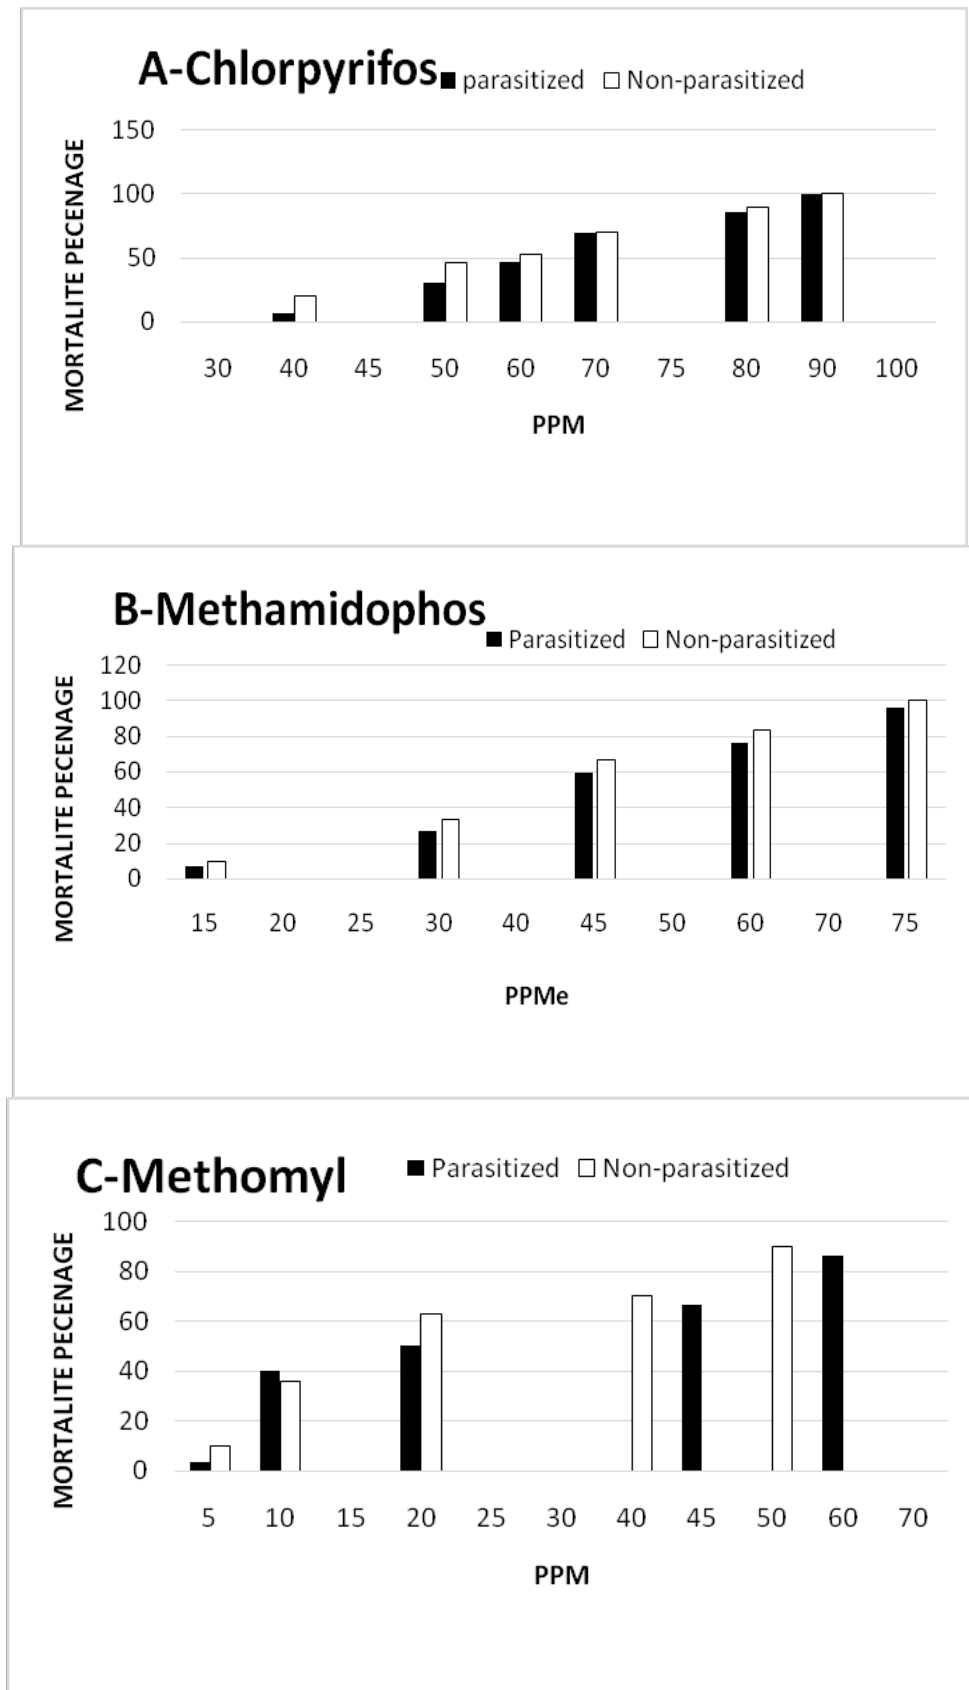 A-Chlorpyrifos
parasitized Non-parasitized
MORTALITE PECENAGE
150
100
50
0
30 40 45 50 60 70 75 80 90 100
PPM
B-Methamidophos
Parasitized Non-parasitized
MORTALITE PECENAGE
120
100
80
60
40
20
0
15 20 25 30 40 45 50 60 70 75
PPMe
C-Methomyl
Parasitized Non-parasitized
MORTALITE PECENAGE
100
80
60
40
20
0
5 10 15 20 25 30 40 45 50 60 70
PPM